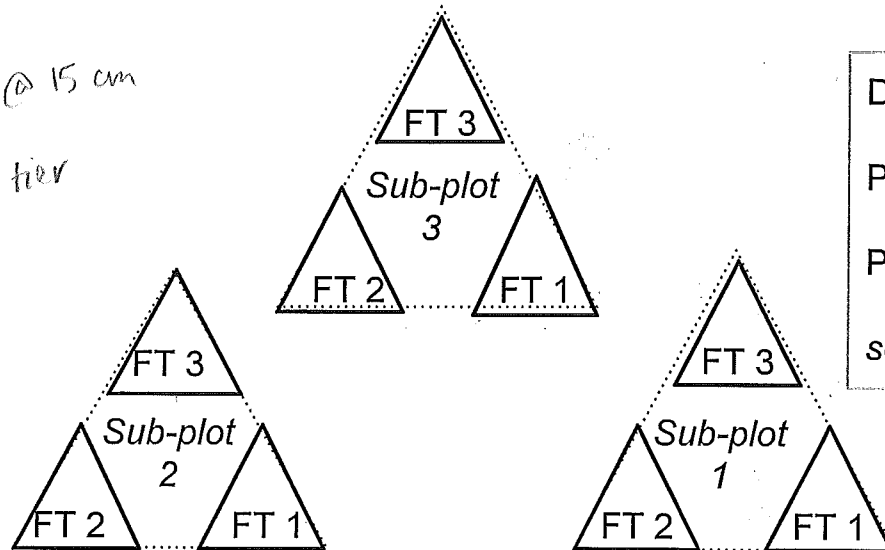 @ 15 cm
tier
FT 3
Sub-plot
3
FT 2
FT 1
D
P
P
s
FT 3
Sub-plot
2
FT 2
FT 1
FT 3
Sub-plot
1
FT 2
FT 1